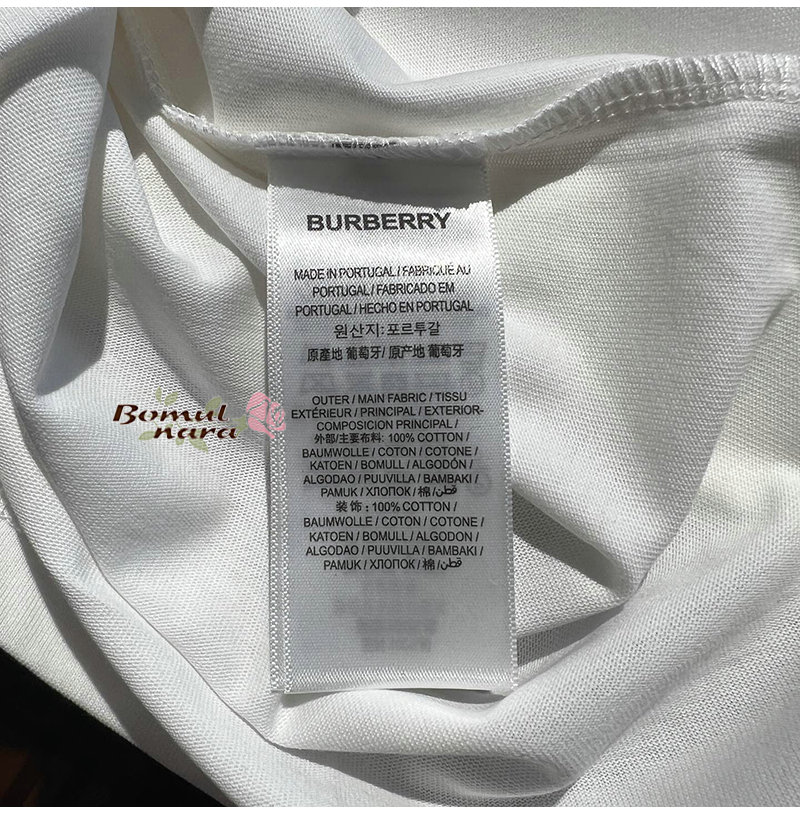 BURBERRY
MADE IN PORTUGAL / FABRIQUÉ AU
PORTUGAL / FABRICADO EM
PORTUGAL / HECHO EN PORTUGAL
원산지: 포르투갈
原產地 葡萄牙/ 原产地 葡萄牙
OUTER / MAIN FABRIC / TISSU
EXTÉRIEUR / PRINCIPAL / EXTERIOR-
COMPOSICION PRINCIPAL /
外部/主要布料: 100% COTTON /
BAUMWOLLE / COTON / COTONE /
KATOEN / BOMULL / ALGODÓN /
ALGODAO / PUUVILLA / BAMBAKI /
PAMUK / ХЛОПОК / 棉 / قطن
装饰: 100% COTTON /
BAUMWOLLE / COTON / COTONE /
KATOEN / BOMULL / ALGODON /
ALGODAO / PUUVILLA / BAMBAKI /
PAMUK / ХЛОПОК / 棉 / قطن
Bomul
nara